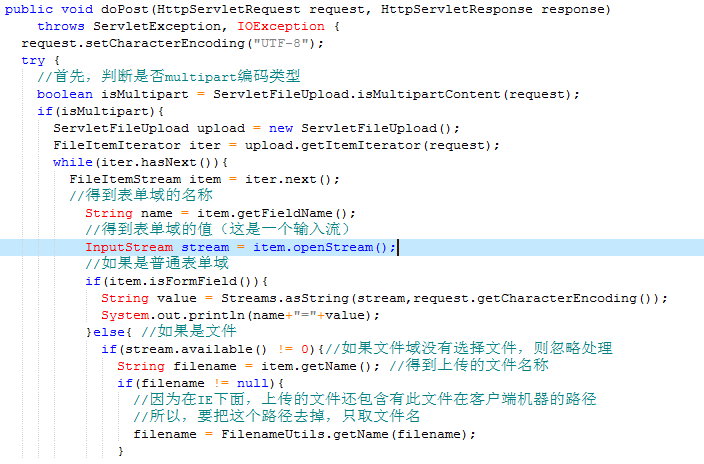 public void doPost(HttpServletRequest request, HttpServletResponse response)
throws ServletException, IOException {
request.setCharacterEncoding("UTF-8");
try {
//首先，判断是否multipart编码类型
boolean isMultipart = ServletFileUpload.isMultipartContent(request);
if(isMultipart){
ServletFileUpload upload = new ServletFileUpload();
FileItemIterator iter = upload.getItemIterator(request);
while(iter.hasNext()){
FileItemStream item = iter.next();
//得到表单域的名称
String name = item.getFieldName();
//得到表单域的值（这是一个输入流）
InputStream stream = item.openStream();
//如果是普通表单域
if(item.isFormField()){
String value = Streams.asString(stream,request.getCharacterEncoding());
System.out.println(name+"="+value);
}else{ //如果是文件
if(stream.available() != 0){//如果文件域没有选择文件，则忽略处理
String filename = item.getName(); //得到上传的文件名称
if(filename != null){
//因为在IE下面，上传的文件还包含有此文件在客户端机器的路径
//所以，要把这个路径去掉，只取文件名
filename = FilenameUtils.getName(filename);
}